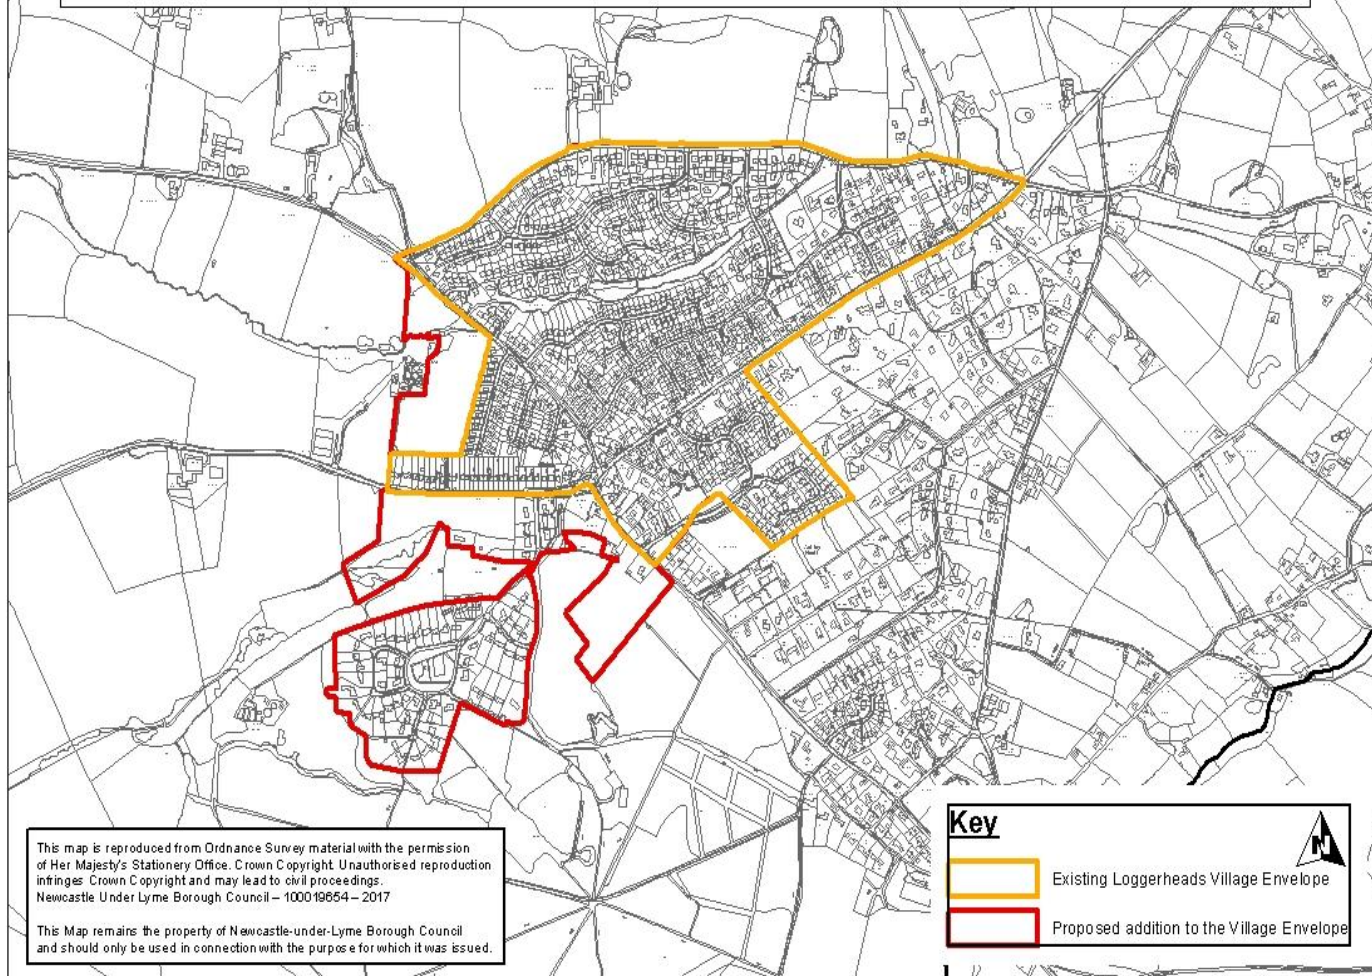 This map is reproduced from Ordnance Survey material with the permission
of Her Majesty's Stationery Office. Crown Copyright. Unauthorised reproduction
infringes Crown Copyright and may lead to civil proceedings.
Newcastle Under Lyme Borough Council – 100019654 – 2017
This Map remains the property of Newcastle-under-Lyme Borough Council
and should only be used in connection with the purpose for which it was issued.
Key
N
Existing Loggerheads Village Envelope
Proposed addition to the Village Envelope